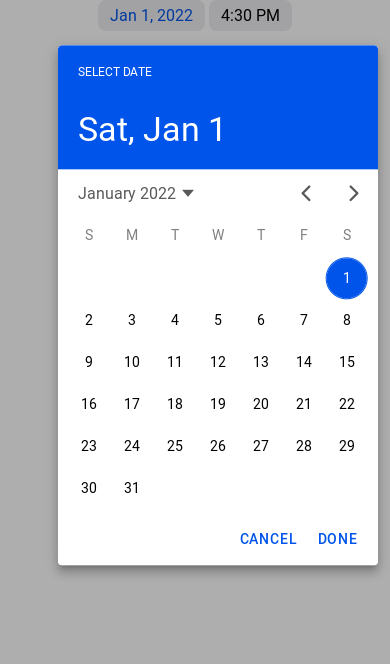 Jan 1, 2022 4:30 PM
SELECT DATE
Sat, Jan 1
January 2022
S M T W T F S
1
2 3 4 5 6 7 8
9 10 11 12 13 14 15
16 17 18 19 20 21 22
23 24 25 26 27 28 29
30 31
CANCEL DONE